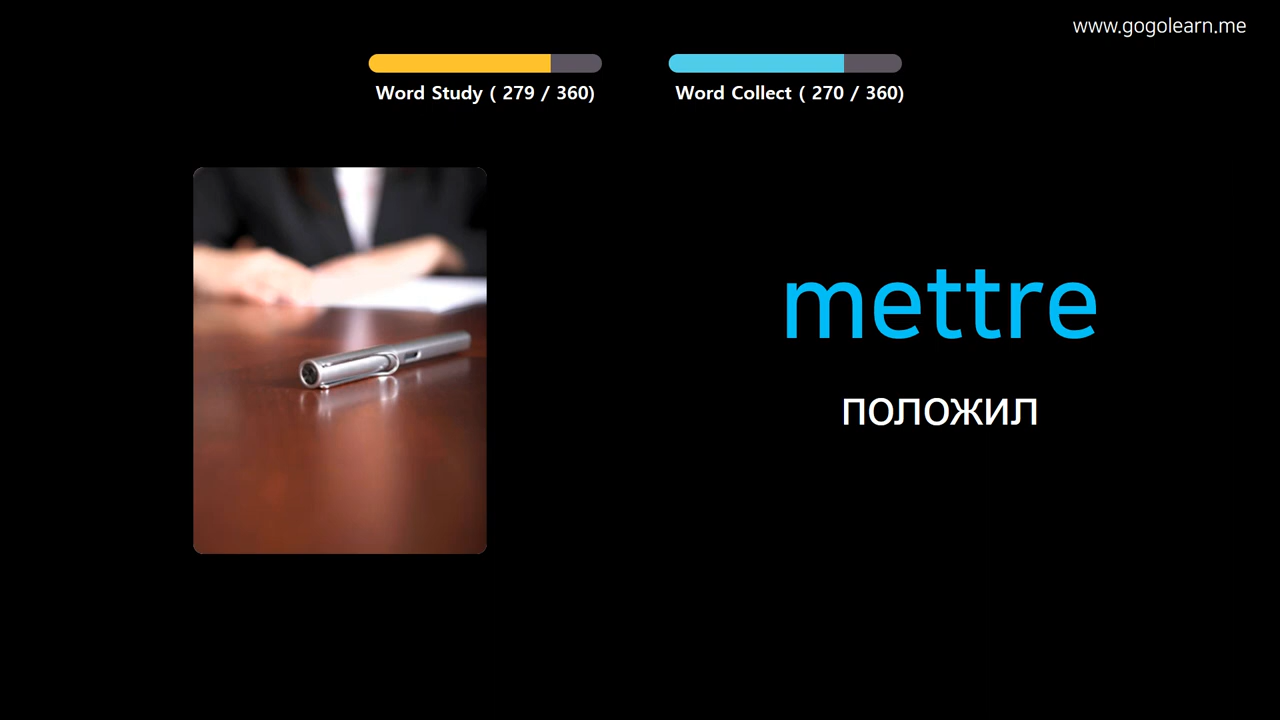 www.gogolearn.me
Word Study ( 279 / 360)
Word Collect ( 270 / 360)
mettre
положил